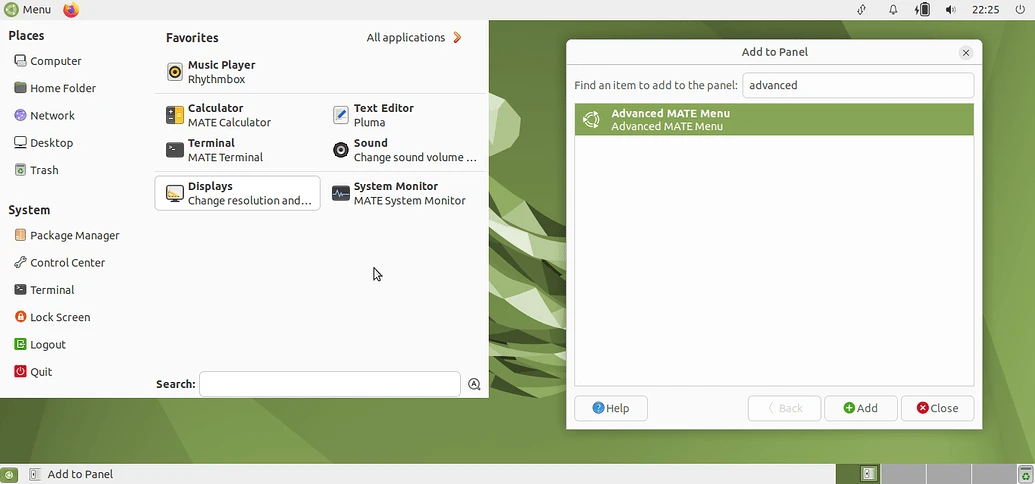 Menu
22:25
Places
Computer
Home Folder
Network
Desktop
Trash
System
Package Manager
Control Center
Terminal
Lock Screen
Logout
Quit
Favorites
All applications
Music Player
Rhythmbox
Calculator
MATE Calculator
Text Editor
Pluma
Terminal
MATE Terminal
Sound
Change sound volume ...
Displays
Change resolution and...
System Monitor
MATE System Monitor
Search:
Add to Panel
Find an item to add to the panel:
advanced
Advanced MATE Menu
Advanced MATE Menu
Help
Back
Add
Close
Add to Panel